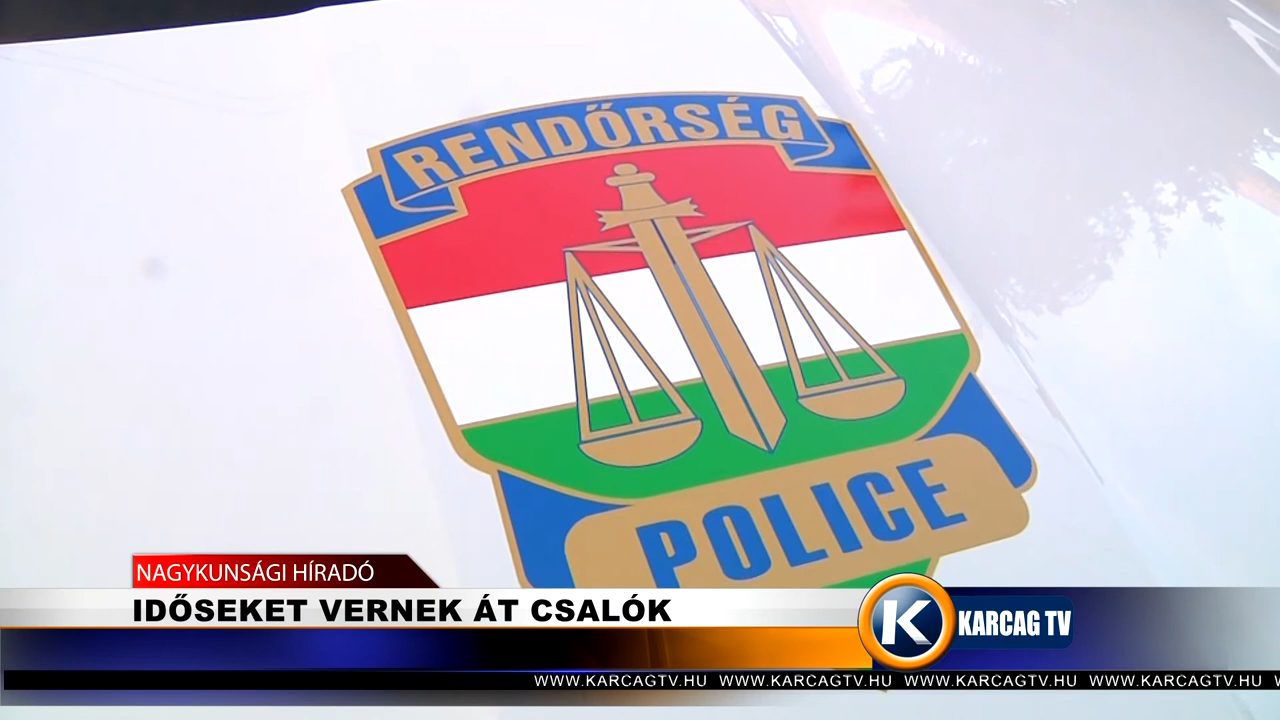 RENDŐRSÉG
POLICE
NAGYKUNSÁGI HÍRADÓ
IDŐSEKET VERNEK ÁT CSALÓK
K KARCAG TV
WWW.KARCAGTV.HU WWW.KARCAGTV.HU WWW.KARCAGTV.HU WWW.KARCAGTV.HU